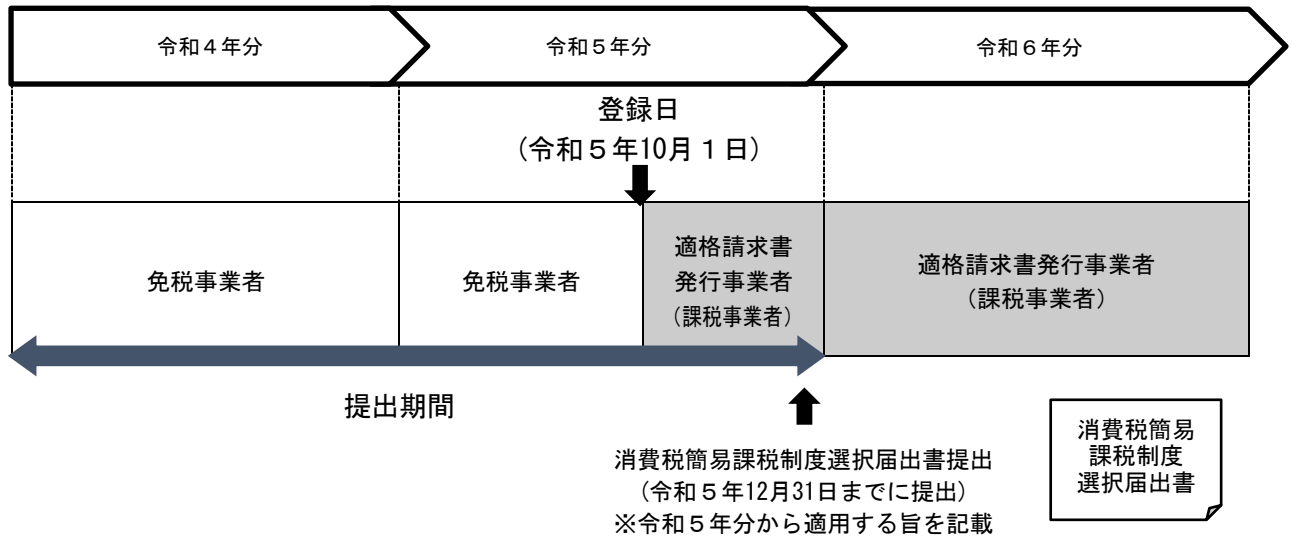 令和４年分
令和５年分
令和６年分
登録日
（令和５年10月１日）
免税事業者
免税事業者
適格請求書
発行事業者
（課税事業者）
適格請求書発行事業者
（課税事業者）
提出期間
消費税簡易課税制度選択届出書提出
（令和５年12月31日までに提出）
※令和５年分から適用する旨を記載
消費税簡易
課税制度
選択届出書